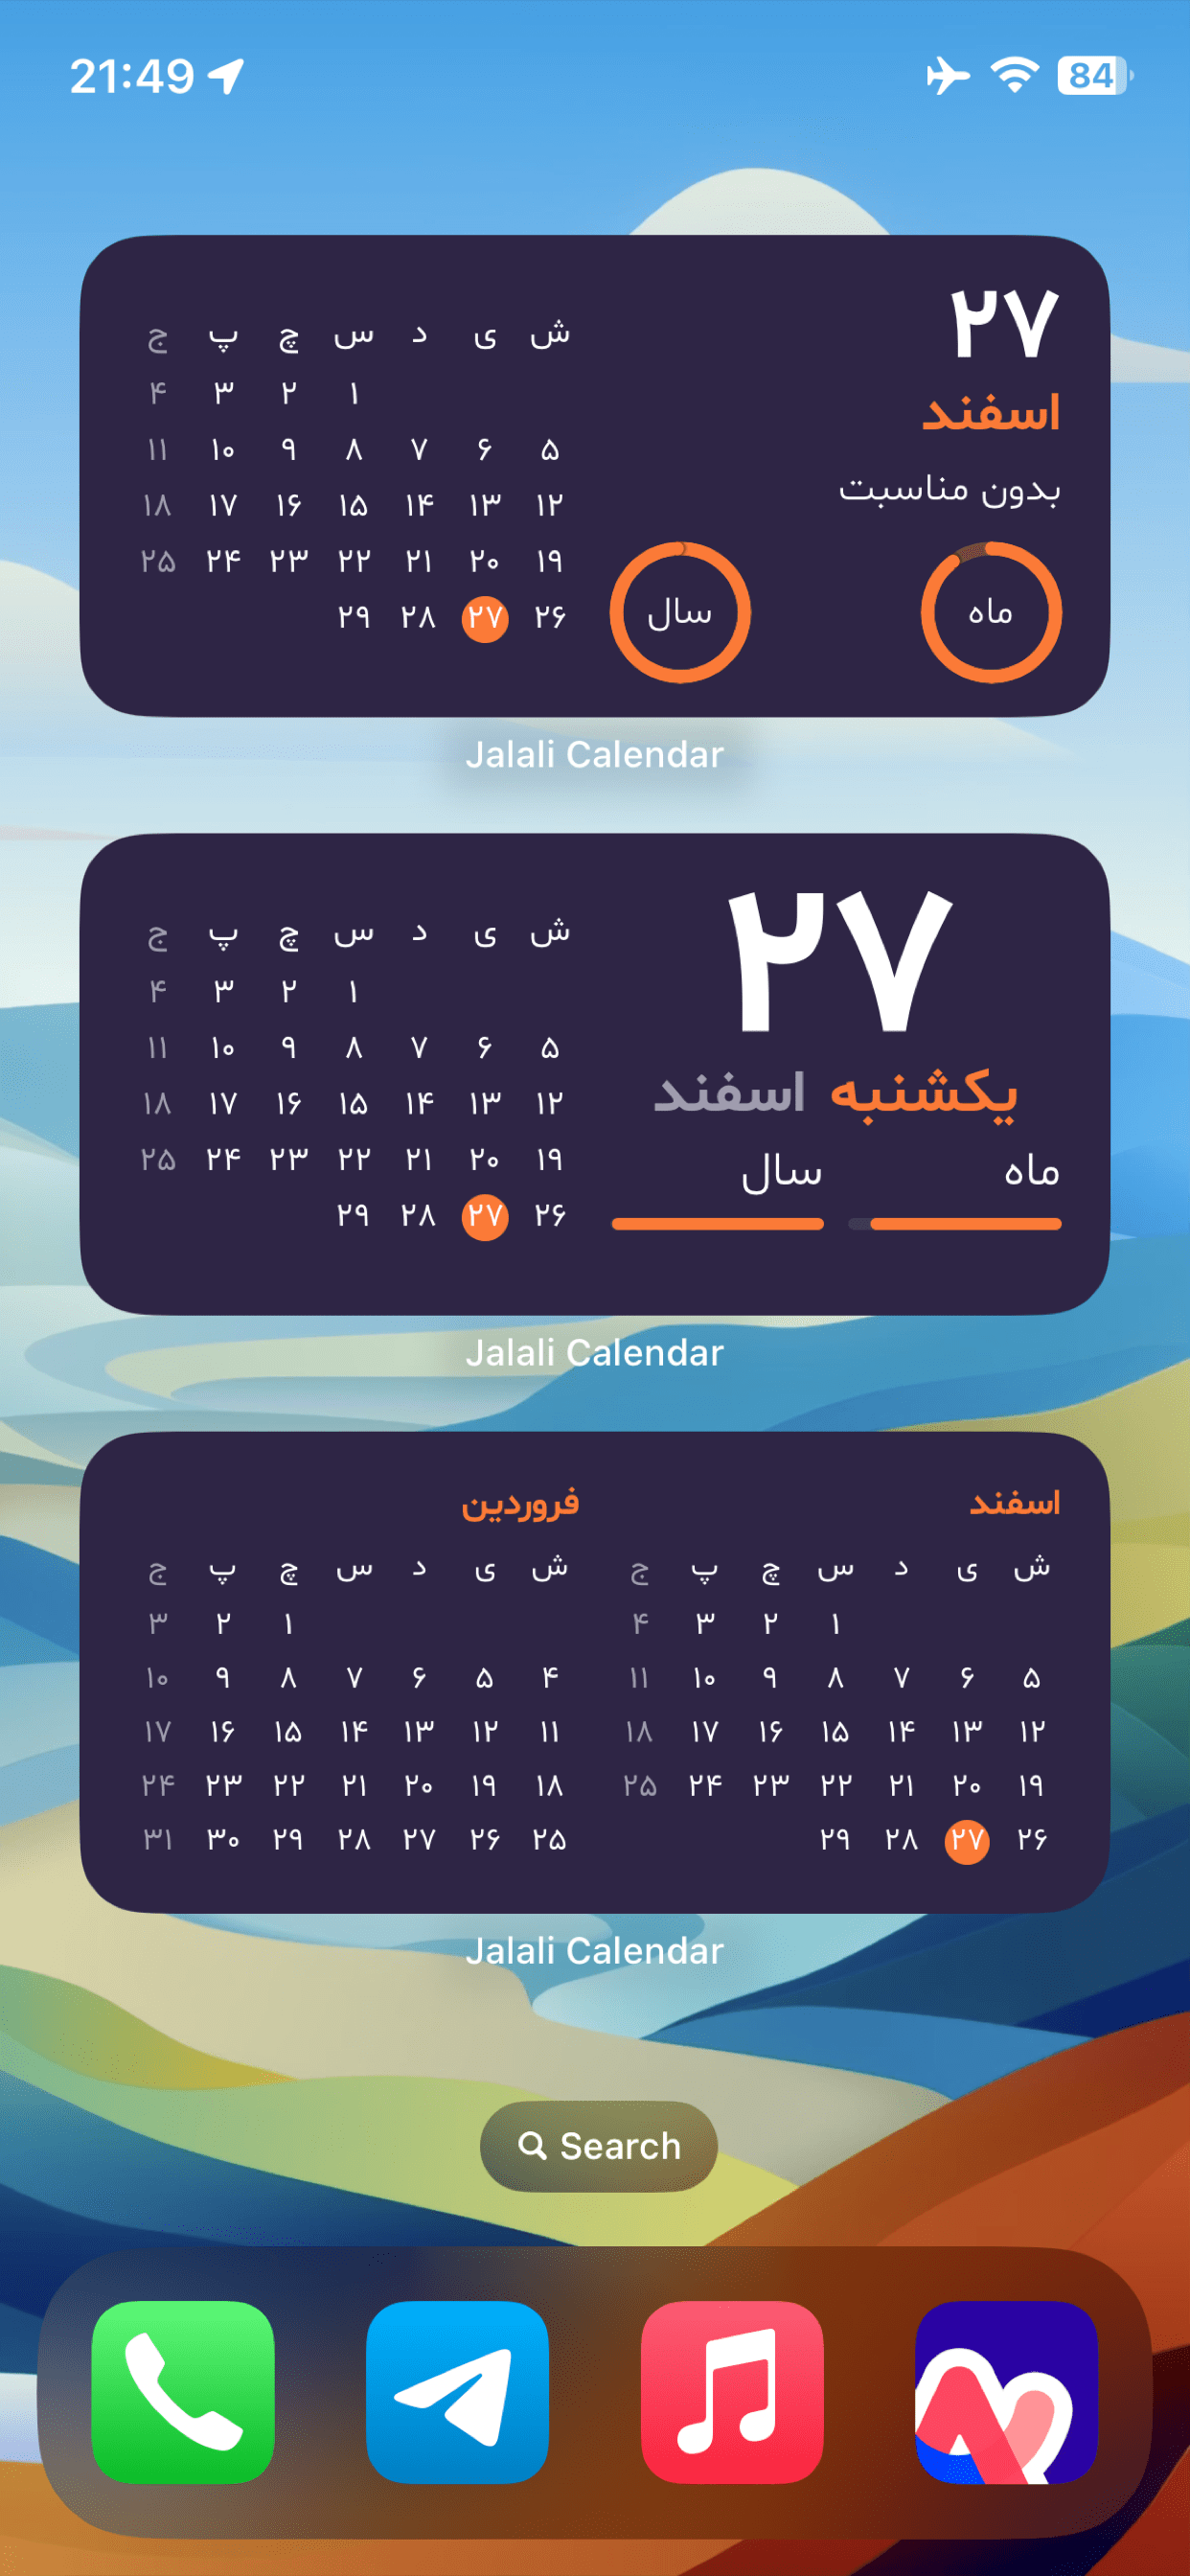 21:49 84
۲۷
اسفند
بدون مناسبت
ماه سال
ش ی د س چ پ ج
۱ ۲ ۳ ۴
۵ ۶ ۷ ۸ ۹ ۱۰ ۱۱
۱۲ ۱۳ ۱۴ ۱۵ ۱۶ ۱۷ ۱۸
۱۹ ۲۰ ۲۱ ۲۲ ۲۳ ۲۴ ۲۵
۲۶ ۲۷ ۲۸ ۲۹
Jalali Calendar
۲۷
یکشنبه اسفند
ماه سال
ش ی د س چ پ ج
۱ ۲ ۳ ۴
۵ ۶ ۷ ۸ ۹ ۱۰ ۱۱
۱۲ ۱۳ ۱۴ ۱۵ ۱۶ ۱۷ ۱۸
۱۹ ۲۰ ۲۱ ۲۲ ۲۳ ۲۴ ۲۵
۲۶ ۲۷ ۲۸ ۲۹
Jalali Calendar
اسفند
ش ی د س چ پ ج
۱ ۲ ۳ ۴
۵ ۶ ۷ ۸ ۹ ۱۰ ۱۱
۱۲ ۱۳ ۱۴ ۱۵ ۱۶ ۱۷ ۱۸
۱۹ ۲۰ ۲۱ ۲۲ ۲۳ ۲۴ ۲۵
۲۶ ۲۷ ۲۸ ۲۹
فروردین
ش ی د س چ پ ج
۱ ۲ ۳
۴ ۵ ۶ ۷ ۸ ۹ ۱۰
۱۱ ۱۲ ۱۳ ۱۴ ۱۵ ۱۶ ۱۷
۱۸ ۱۹ ۲۰ ۲۱ ۲۲ ۲۳ ۲۴
۲۵ ۲۶ ۲۷ ۲۸ ۲۹ ۳۰ ۳۱
Jalali Calendar
Search